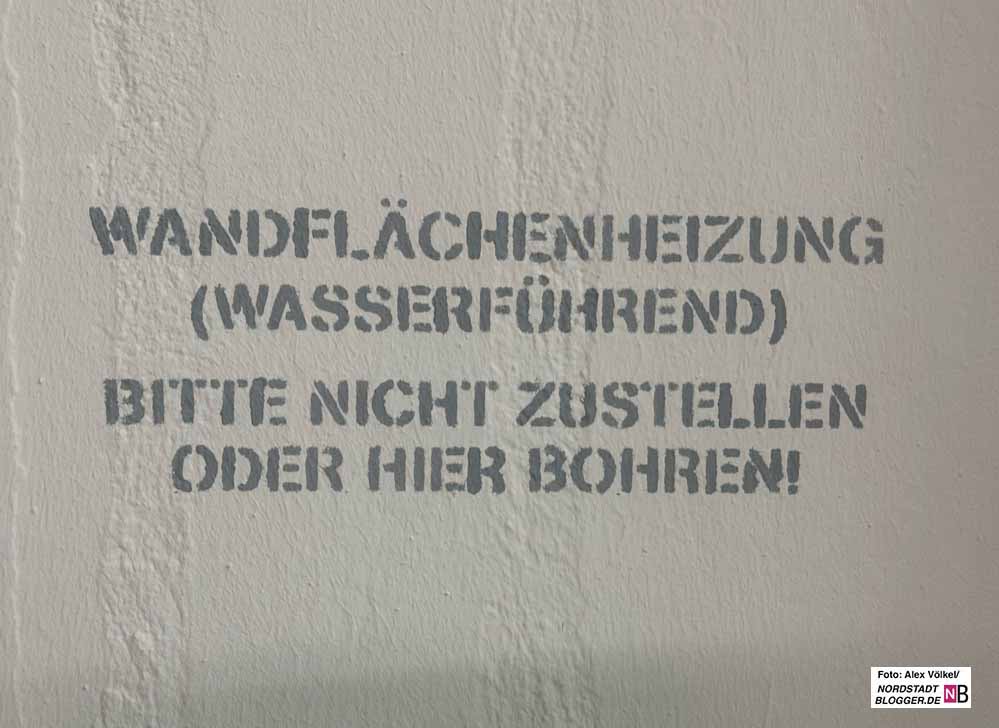 WANDFLÄCHENHEIZUNG
(WASSERFÜHREND)
BITTE NICHT ZUSTELLEN
ODER HIER BOHREN!
Foto: Alex Völkel/
NORDSTADT
BLOGGER.DE NB